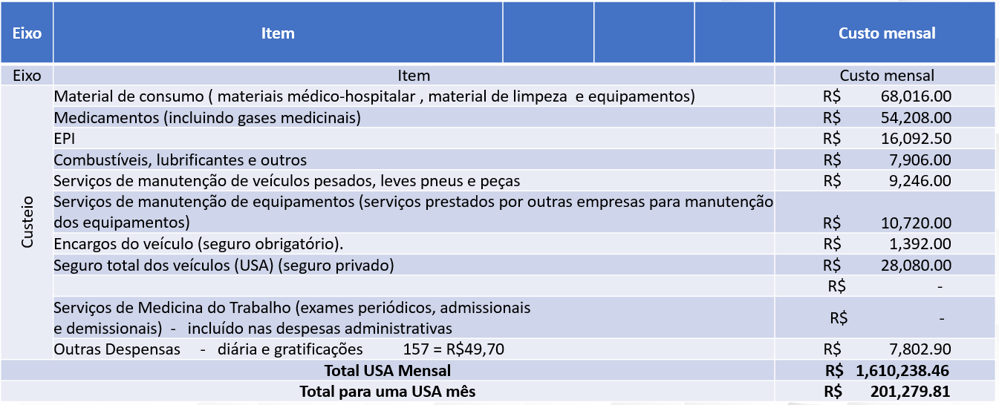 Eixo Item Custo mensal
Eixo Item Custo mensal
Custeio
Material de consumo ( materiais médico-hospitalar , material de limpeza e equipamentos) R$ 68,016.00
Medicamentos (incluindo gases medicinais) R$ 54,208.00
EPI R$ 16,092.50
Combustíveis, lubrificantes e outros R$ 7,906.00
Serviços de manutenção de veículos pesados, leves pneus e peças R$ 9,246.00
Serviços de manutenção de equipamentos (serviços prestados por outras empresas para manutenção
dos equipamentos) R$ 10,720.00
Encargos do veículo (seguro obrigatório). R$ 1,392.00
Seguro total dos veículos (USA) (seguro privado) R$ 28,080.00
R$ -
Serviços de Medicina do Trabalho (exames periódicos, admissionais
e demissionais) - incluído nas despesas administrativas R$ -
Outras Despensas - diária e gratificações 157 = R$49,70 R$ 7,802.90
Total USA Mensal R$ 1,610,238.46
Total para uma USA mês R$ 201,279.81